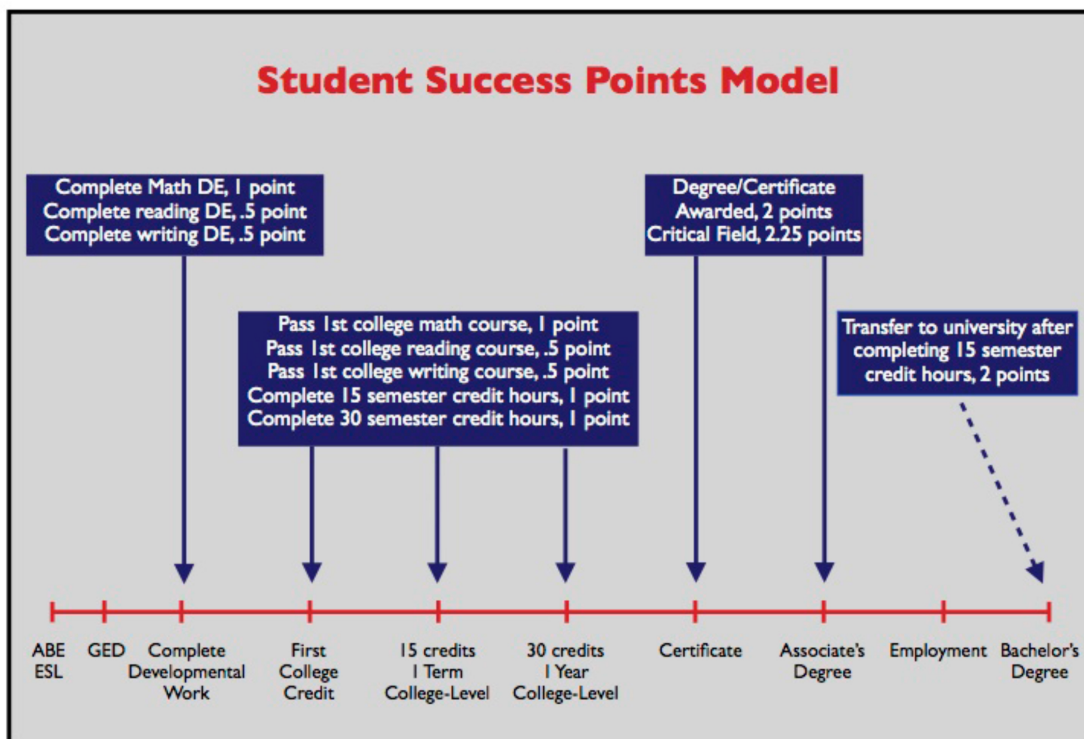 Student Success Points Model
Complete Math DE, 1 point
Complete reading DE, .5 point
Complete writing DE, .5 point
Degree/Certificate
Awarded, 2 points
Critical Field, 2.25 points
Pass 1st college math course, 1 point
Pass 1st college reading course, .5 point
Pass 1st college writing course, .5 point
Complete 15 semester credit hours, 1 point
Complete 30 semester credit hours, 1 point
Transfer to university after
completing 15 semester
credit hours, 2 points
ABE
ESL
GED
Complete
Developmental
Work
First
College
Credit
15 credits
1 Term
College-Level
30 credits
1 Year
College-Level
Certificate
Associate's
Degree
Employment
Bachelor's
Degree